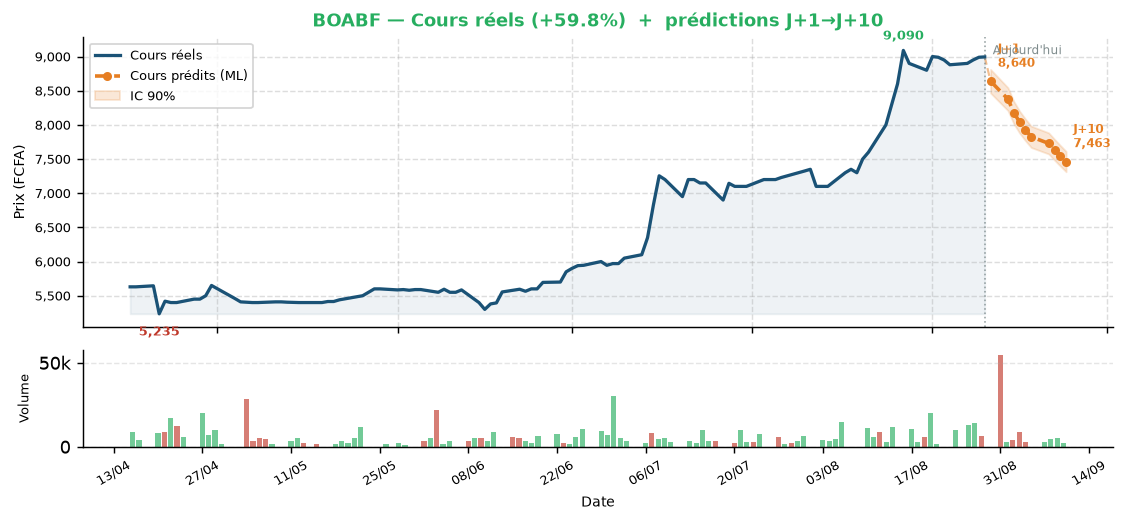 BOABF — Cours réels (+59.8%)  +  prédictions J+1→J+10
9,090
Cours réels
Cours prédits (ML)
IC 90%
Aujourd'hui
J+1
8,640
J+10
7,463
5,235
Prix (FCFA)
9,000
8,500
8,000
7,500
7,000
6,500
6,000
5,500
Volume
50k
0
13/04
27/04
11/05
25/05
08/06
22/06
06/07
20/07
03/08
17/08
31/08
14/09
Date